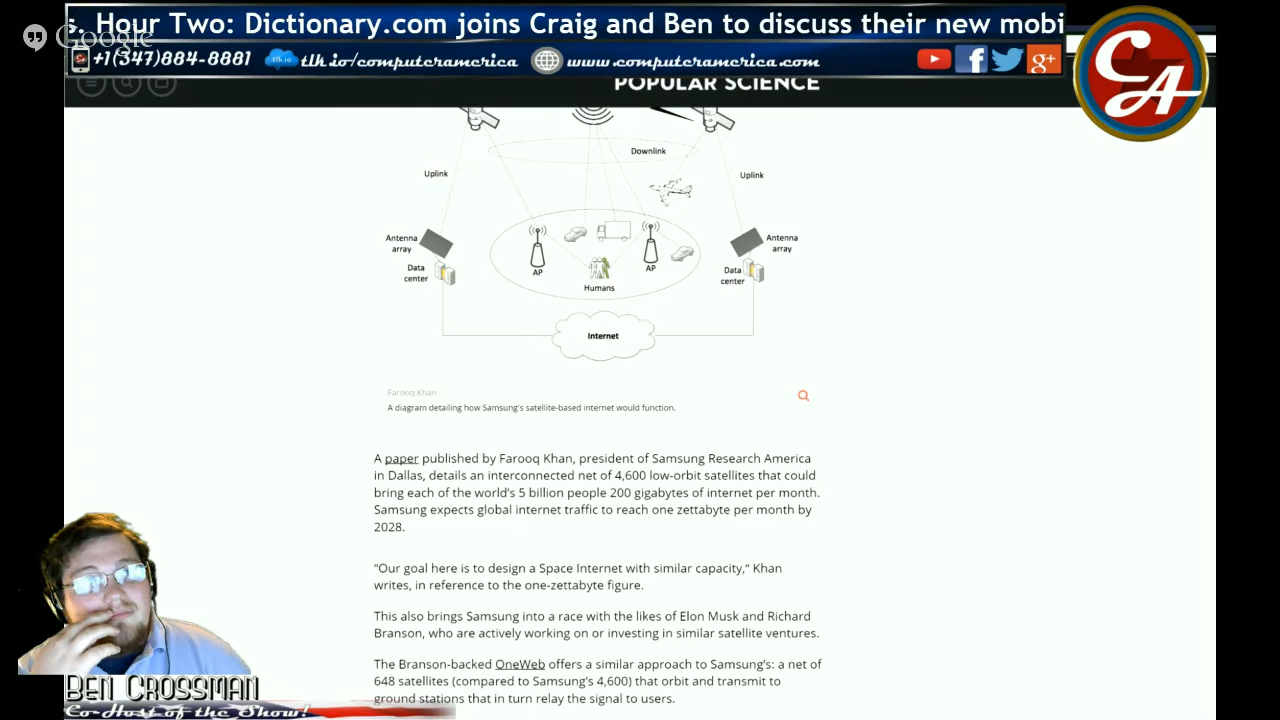 s. Hour Two: Dictionary.com joins Craig and Ben to discuss their new mobi
Google
+1(347)884-8881 tlk.io tlk.io/computeramerica www.computeramerica.com
CA
POPULAR SCIENCE
Downlink
Uplink
Uplink
Antenna
array
Antenna
array
Data
center
AP
AP
Data
center
Humans
Internet
Farooq Khan
A diagram detailing how Samsung's satellite-based internet would function.
A paper published by Farooq Khan, president of Samsung Research America
in Dallas, details an interconnected net of 4,600 low-orbit satellites that could
bring each of the world's 5 billion people 200 gigabytes of internet per month.
Samsung expects global internet traffic to reach one zettabyte per month by
2028.
"Our goal here is to design a Space Internet with similar capacity," Khan
writes, in reference to the one-zettabyte figure.
This also brings Samsung into a race with the likes of Elon Musk and Richard
Branson, who are actively working on or investing in similar satellite ventures.
The Branson-backed OneWeb offers a similar approach to Samsung's: a net of
648 satellites (compared to Samsung's 4,600) that orbit and transmit to
ground stations that in turn relay the signal to users.
Ben Crossman
Co-Host of the Show!